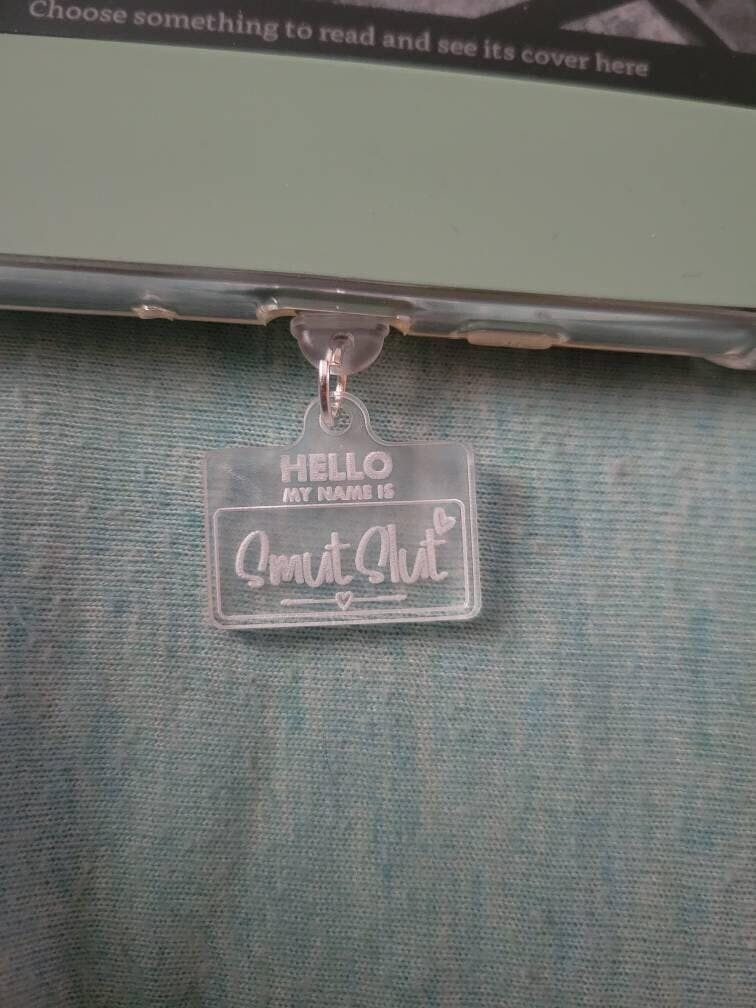 Choose something to read and see its cover here
HELLO
MY NAME IS
Smut Slut